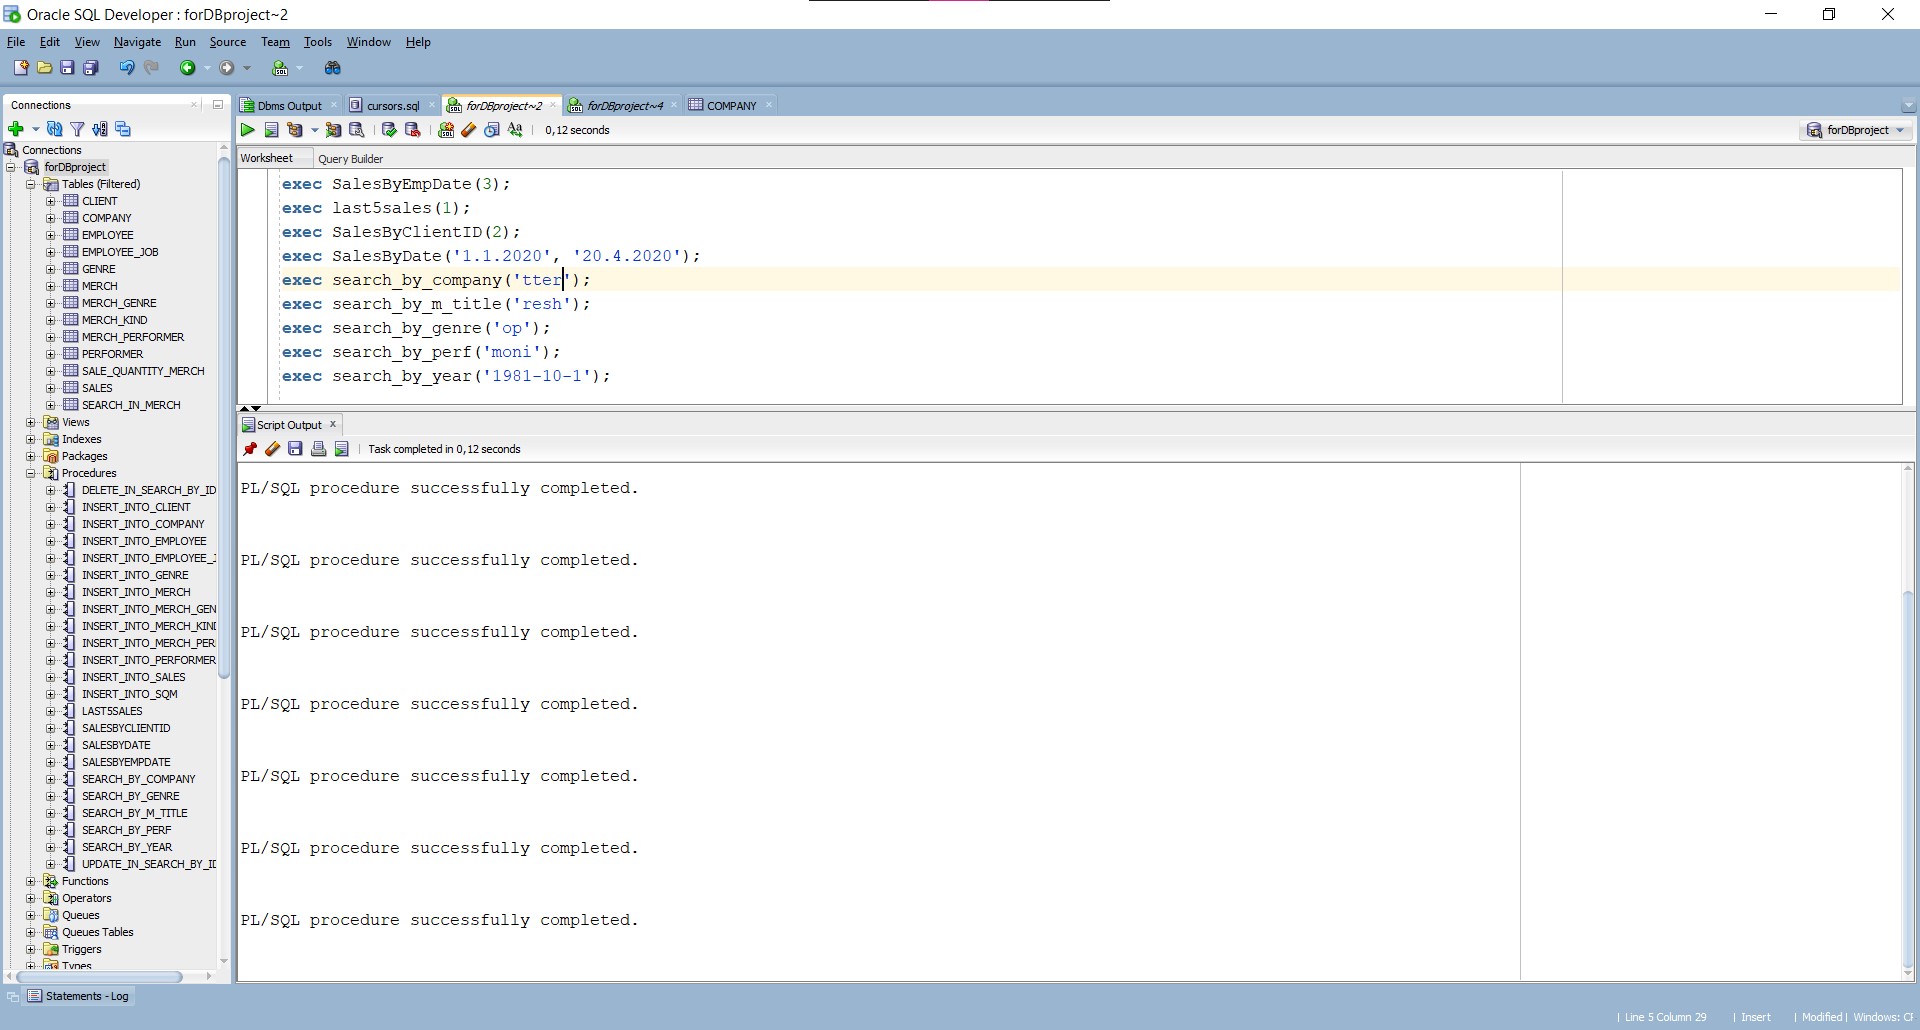 Oracle SQL Developer : forDBproject~2
File Edit View Navigate Run Source Team Tools Window Help
Connections
Dbms Output
cursors.sql
forDBproject~2
forDBproject~4
COMPANY
0,12 seconds
forDBproject
Connections
forDBproject
Tables (Filtered)
CLIENT
COMPANY
EMPLOYEE
EMPLOYEE_JOB
GENRE
MERCH
MERCH_GENRE
MERCH_KIND
MERCH_PERFORMER
PERFORMER
SALE_QUANTITY_MERCH
SALES
SEARCH_IN_MERCH
Views
Indexes
Packages
Procedures
DELETE_IN_SEARCH_BY_ID
INSERT_INTO_CLIENT
INSERT_INTO_COMPANY
INSERT_INTO_EMPLOYEE
INSERT_INTO_EMPLOYEE_J
INSERT_INTO_GENRE
INSERT_INTO_MERCH
INSERT_INTO_MERCH_GEN
INSERT_INTO_MERCH_KIND
INSERT_INTO_MERCH_PER
INSERT_INTO_PERFORMER
INSERT_INTO_SALES
INSERT_INTO_SQM
LAST5SALES
SALESBYCLIENTID
SALESBYDATE
SALESBYEMPDATE
SEARCH_BY_COMPANY
SEARCH_BY_GENRE
SEARCH_BY_M_TITLE
SEARCH_BY_PERF
SEARCH_BY_YEAR
UPDATE_IN_SEARCH_BY_ID
Functions
Operators
Queues
Queues Tables
Triggers
Types
Worksheet Query Builder
exec SalesByEmpDate(3);
exec last5sales(1);
exec SalesByClientID(2);
exec SalesByDate('1.1.2020', '20.4.2020');
exec search_by_company('tter');
exec search_by_m_title('resh');
exec search_by_genre('op');
exec search_by_perf('moni');
exec search_by_year('1981-10-1');
Script Output
Task completed in 0,12 seconds
PL/SQL procedure successfully completed.
PL/SQL procedure successfully completed.
PL/SQL procedure successfully completed.
PL/SQL procedure successfully completed.
PL/SQL procedure successfully completed.
PL/SQL procedure successfully completed.
PL/SQL procedure successfully completed.
Statements - Log
Line 5 Column 29 | Insert | Modified | Windows: CF